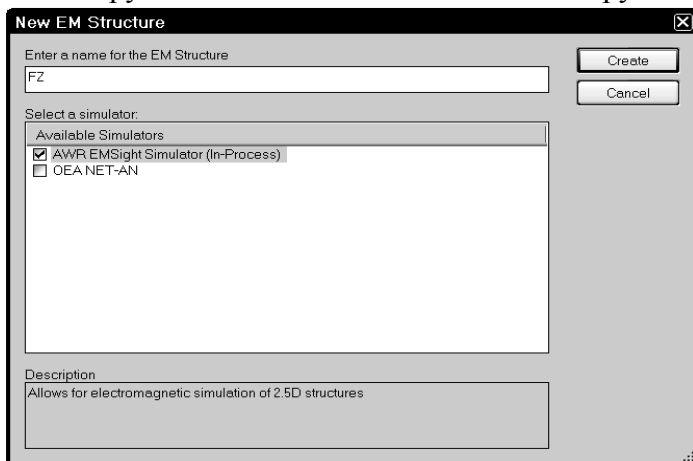 New EM Structure
Enter a name for the EM Structure
FZ
Create
Cancel
Select a simulator:
Available Simulators
AWR EMSight Simulator (In-Process)
OEA NET-AN
Description
Allows for electromagnetic simulation of 2.5D structures